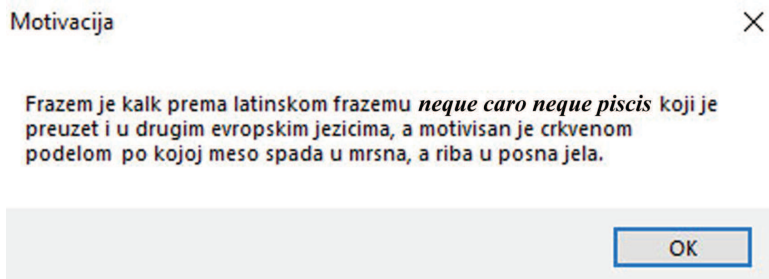 Motivacija
Frazem je kalk prema latinskom frazemu neque caro neque piscis koji je
preuzet i u drugim evropskim jezicima, a motivisan je crkvenom
podelom po kojoj meso spada u mrsna, a riba u posna jela.
OK